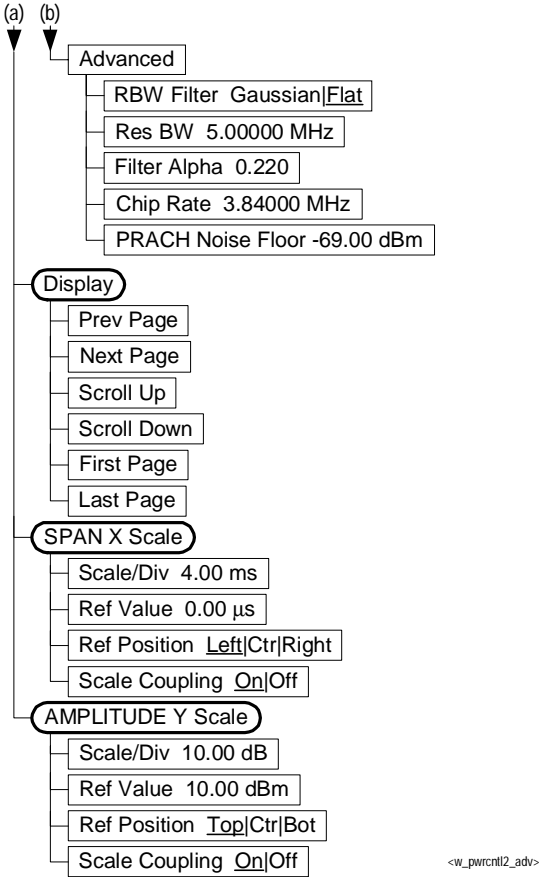 (a) (b)
Advanced
RBW Filter Gaussian|Flat
Res BW 5.00000 MHz
Filter Alpha 0.220
Chip Rate 3.84000 MHz
PRACH Noise Floor -69.00 dBm
Display
Prev Page
Next Page
Scroll Up
Scroll Down
First Page
Last Page
SPAN X Scale
Scale/Div 4.00 ms
Ref Value 0.00 μs
Ref Position Left|Ctr|Right
Scale Coupling On|Off
AMPLITUDE Y Scale
Scale/Div 10.00 dB
Ref Value 10.00 dBm
Ref Position Top|Ctr|Bot
Scale Coupling On|Off
<w_pwrcntl2_adv>